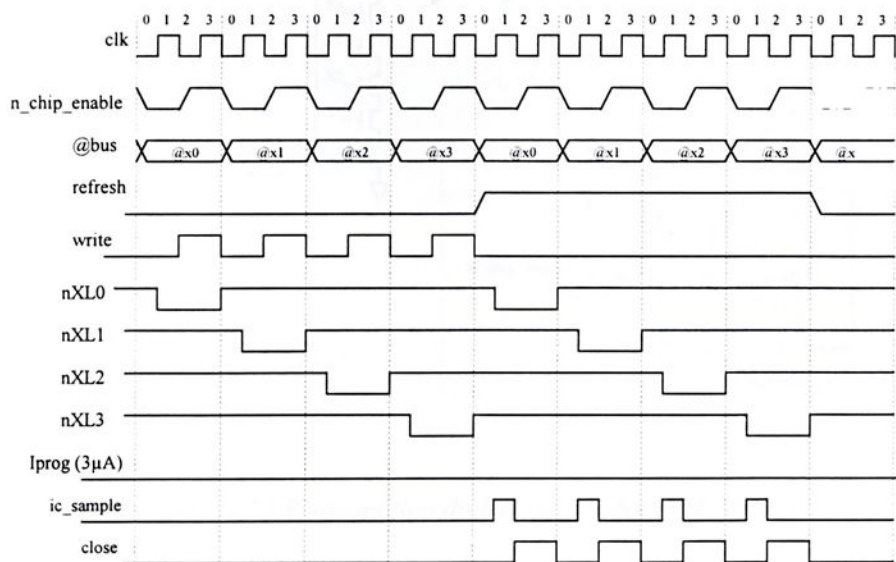 0 1 2 3 0 1 2 3 0 1 2 3 0 1 2 3 0 1 2 3 0 1 2 3 0 1 2 3 0 1 2 3 0 1 2 3
clk
n_chip_enable
@bus @x0 @x1 @x2 @x3 @x0 @x1 @x2 @x3 @x
refresh
write
nXL0
nXL1
nXL2
nXL3
Iprog (3µA)
ic_sample
close